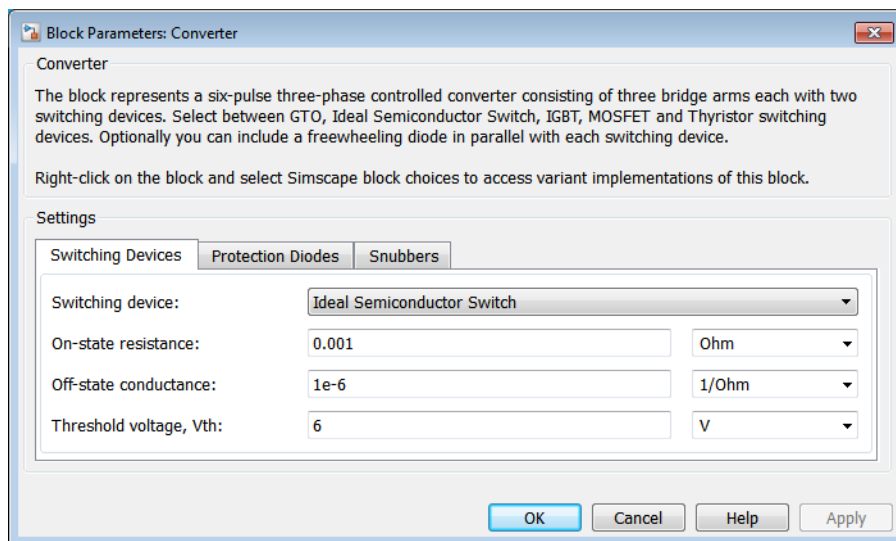 Block Parameters: Converter
Converter
The block represents a six-pulse three-phase controlled converter consisting of three bridge arms each with two
switching devices. Select between GTO, Ideal Semiconductor Switch, IGBT, MOSFET and Thyristor switching
devices. Optionally you can include a freewheeling diode in parallel with each switching device.
Right-click on the block and select Simscape block choices to access variant implementations of this block.
Settings
Switching Devices Protection Diodes Snubbers
Switching device: Ideal Semiconductor Switch
On-state resistance: 0.001 Ohm
Off-state conductance: 1e-6 1/Ohm
Threshold voltage, Vth: 6 V
OK Cancel Help Apply